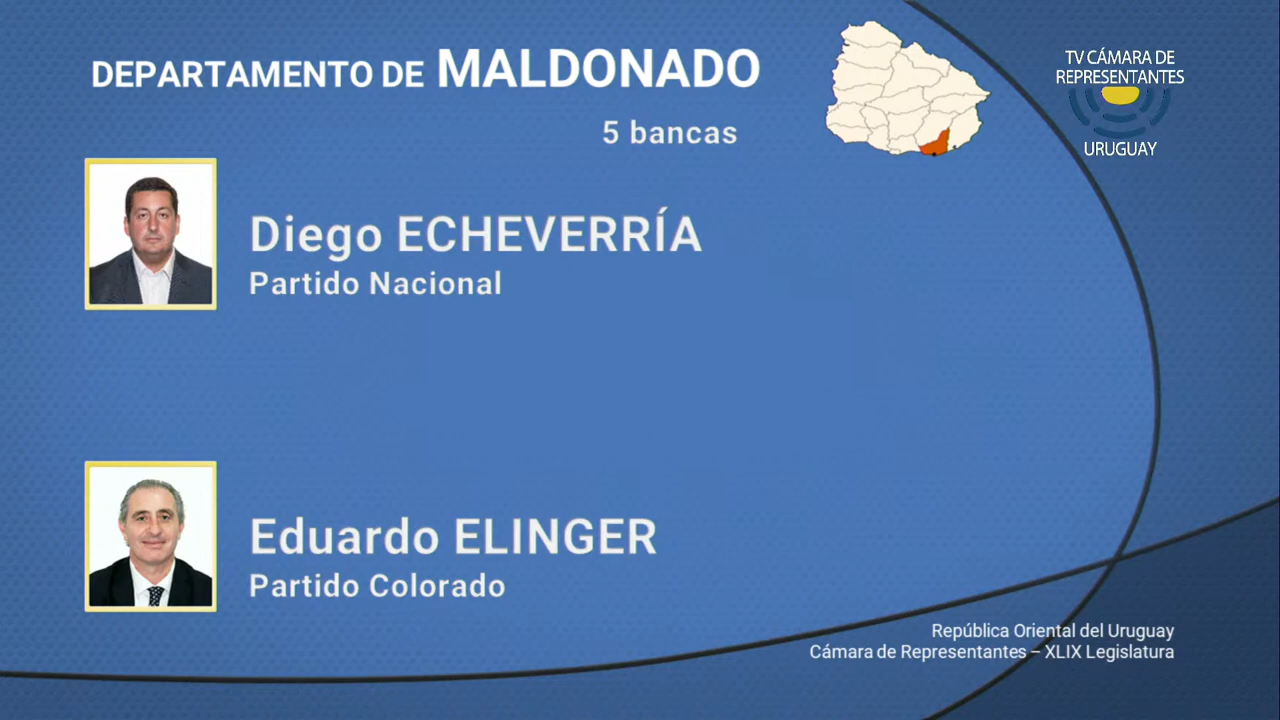 DEPARTAMENTO DE MALDONADO
5 bancas
TV CÁMARA DE
REPRESENTANTES
URUGUAY
Diego ECHEVERRÍA
Partido Nacional
Eduardo ELINGER
Partido Colorado
República Oriental del Uruguay
Cámara de Representantes – XLIX Legislatura